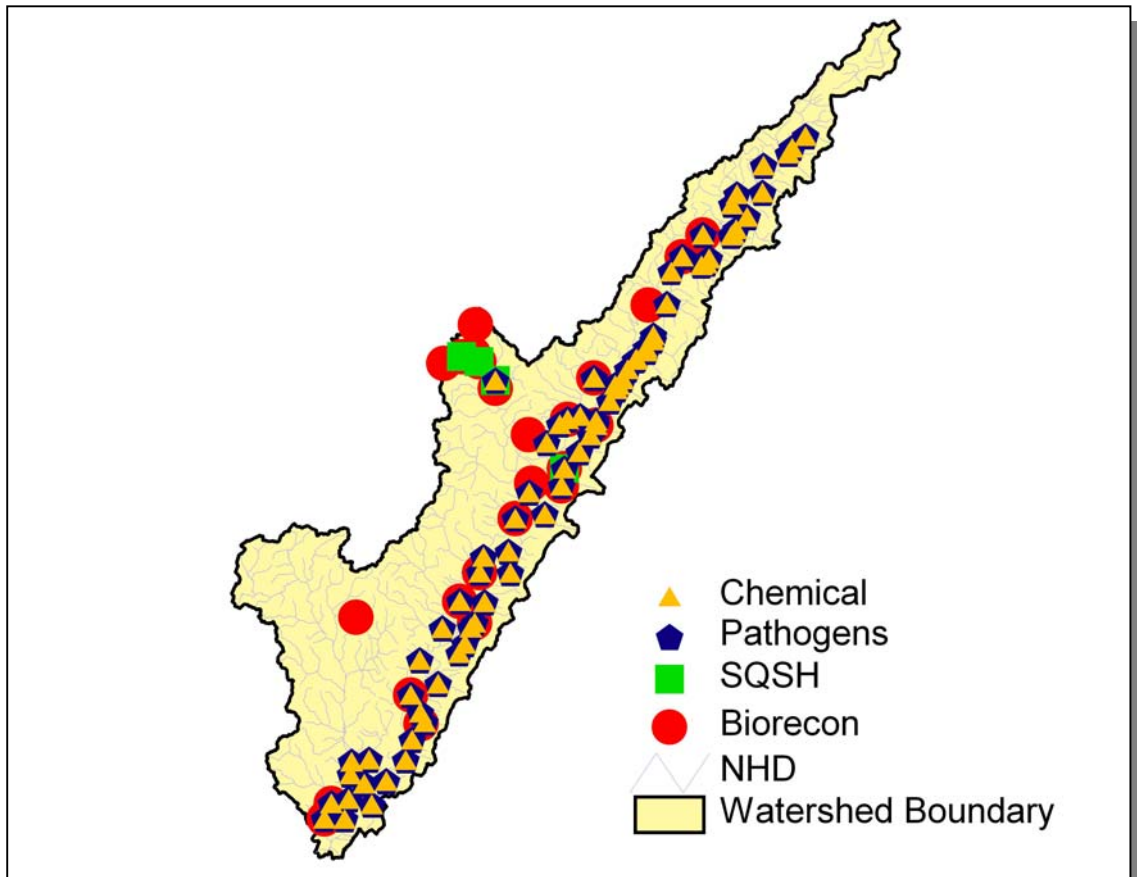 Chemical
Pathogens
SQSH
Biorecon
NHD
Watershed Boundary